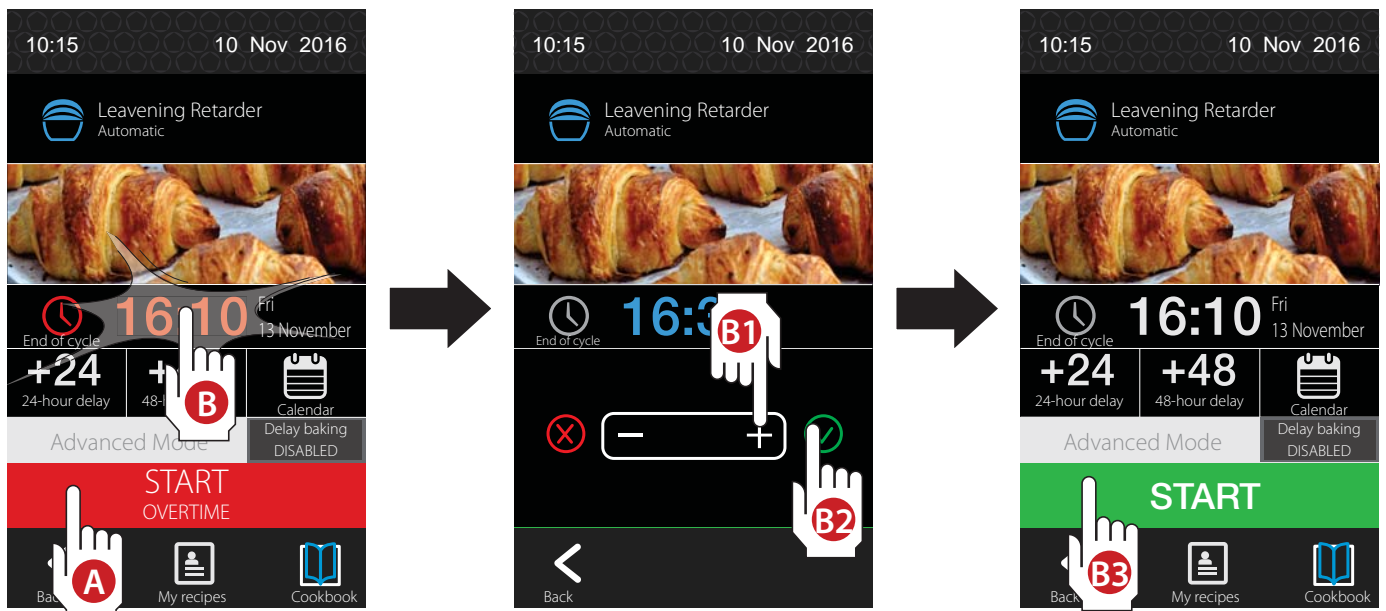 10:15 10 Nov 2016
Leavening Retarder
Automatic
16 10 Fri
13 November
End of cycle
+24
24-hour delay 48-
Calendar
Advanced Mode
Delay baking
DISABLED
START
OVERTIME
My recipes Cookbook
A
B
10:15 10 Nov 2016
Leavening Retarder
Automatic
16:
End of cycle
B1
− +
B2
Back
10:15 10 Nov 2016
Leavening Retarder
Automatic
16:10 Fri
13 November
End of cycle
+24 +48
24-hour delay 48-hour delay Calendar
Advanced Mode
Delay baking
DISABLED
START
B3
Back My recipes Cookbook